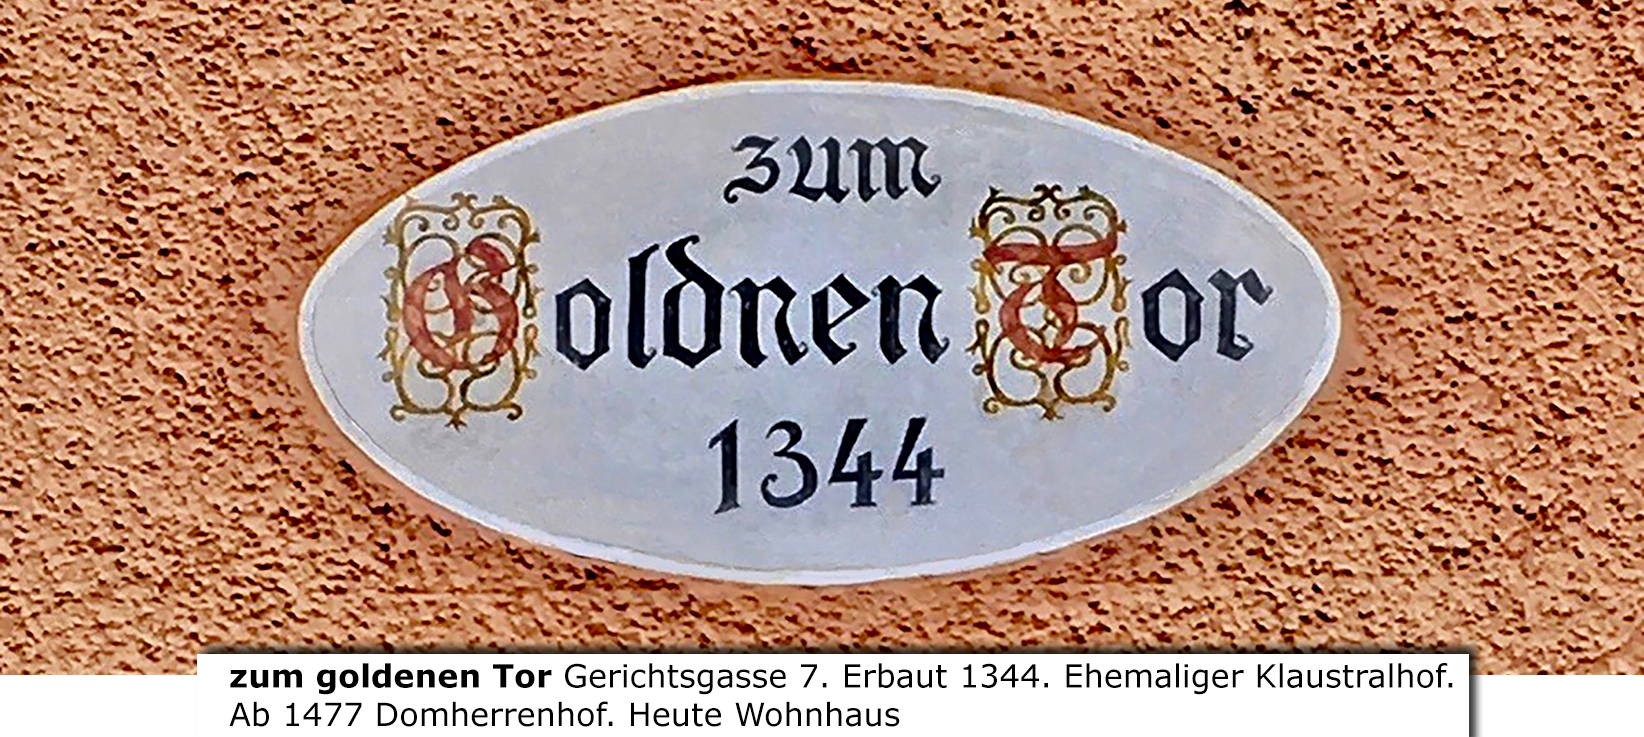 zum
Goldnen Tor
1344
zum goldenen Tor Gerichtsgasse 7. Erbaut 1344. Ehemaliger Klaustralhof.
Ab 1477 Domherrenhof. Heute Wohnhaus